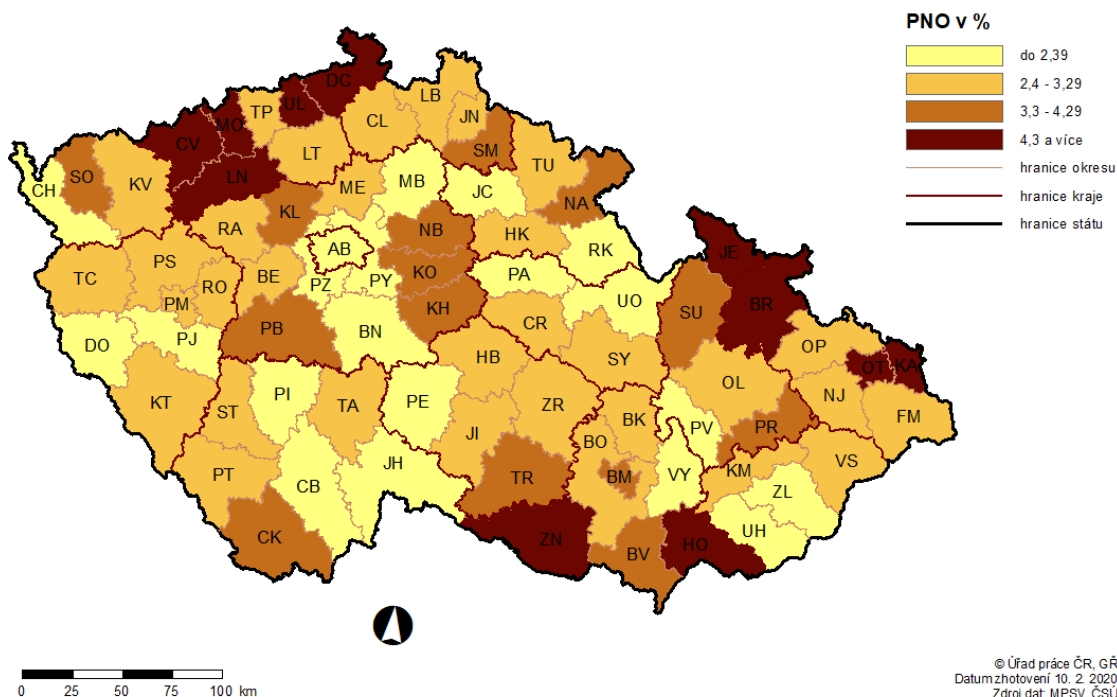 PNO v %
do 2,39
2,4 - 3,29
3,3 - 4,29
4,3 a více
hranice okresu
hranice kraje
hranice státu
DC
UL
LB
TP
MO
JN
CV
CL
LT
SM
TU
LN
CH
SO
KV
ME
MB
JC
NA
KL
RA
NB
HK
RK
AB
JE
TC
PS
RO
BE
PZ
PY
KO
PA
UO
PM
KH
SU
BR
PB
BN
CR
DO
PJ
OP
HB
SY
OT
KA
KT
ST
PI
TA
PE
ZR
OL
NJ
FM
JI
BK
PV
PR
BO
PT
CB
JH
TR
BM
VY
KM
VS
ZL
CK
ZN
BV
HO
UH
0 25 50 75 100 km
© Úřad práce ČR, GŘ
Datum zhotovení 10. 2. 2020
Zdroj dat: MPSV, ČSÚ